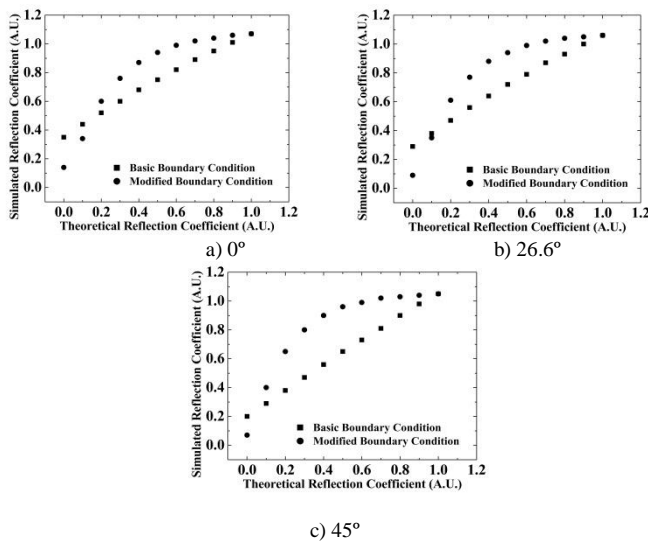 Simulated Reflection Coefficient (A.U.)
1.2
1.0
0.8
0.6
0.4
0.2
0.0
Basic Boundary Condition
Modified Boundary Condition
0.0 0.2 0.4 0.6 0.8 1.0 1.2
Theoretical Reflection Coefficient (A.U.)
a) 0º
Simulated Reflection Coefficient (A.U.)
1.2
1.0
0.8
0.6
0.4
0.2
0.0
Basic Boundary Condition
Modified Boundary Condition
0.0 0.2 0.4 0.6 0.8 1.0 1.2
Theoretical Reflection Coefficient (A.U.)
b) 26.6º
Simulated Reflection Coefficient (A.U.)
1.2
1.0
0.8
0.6
0.4
0.2
0.0
Basic Boundary Condition
Modified Boundary Condition
0.0 0.2 0.4 0.6 0.8 1.0 1.2
Theoretical Reflection Coefficient (A.U.)
c) 45º